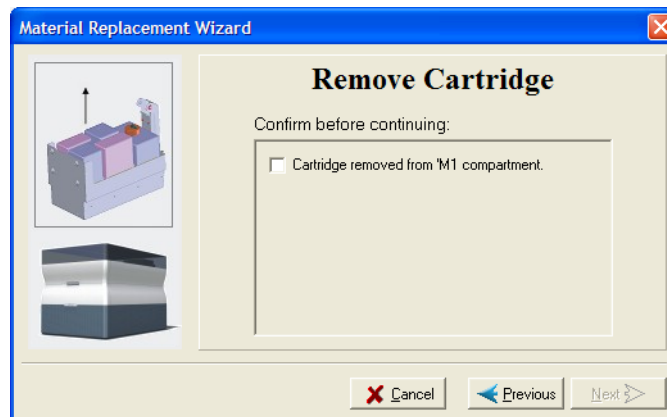 Material Replacement Wizard
Remove Cartridge
Confirm before continuing:
Cartridge removed from 'M1 compartment.
Cancel
Previous
Next